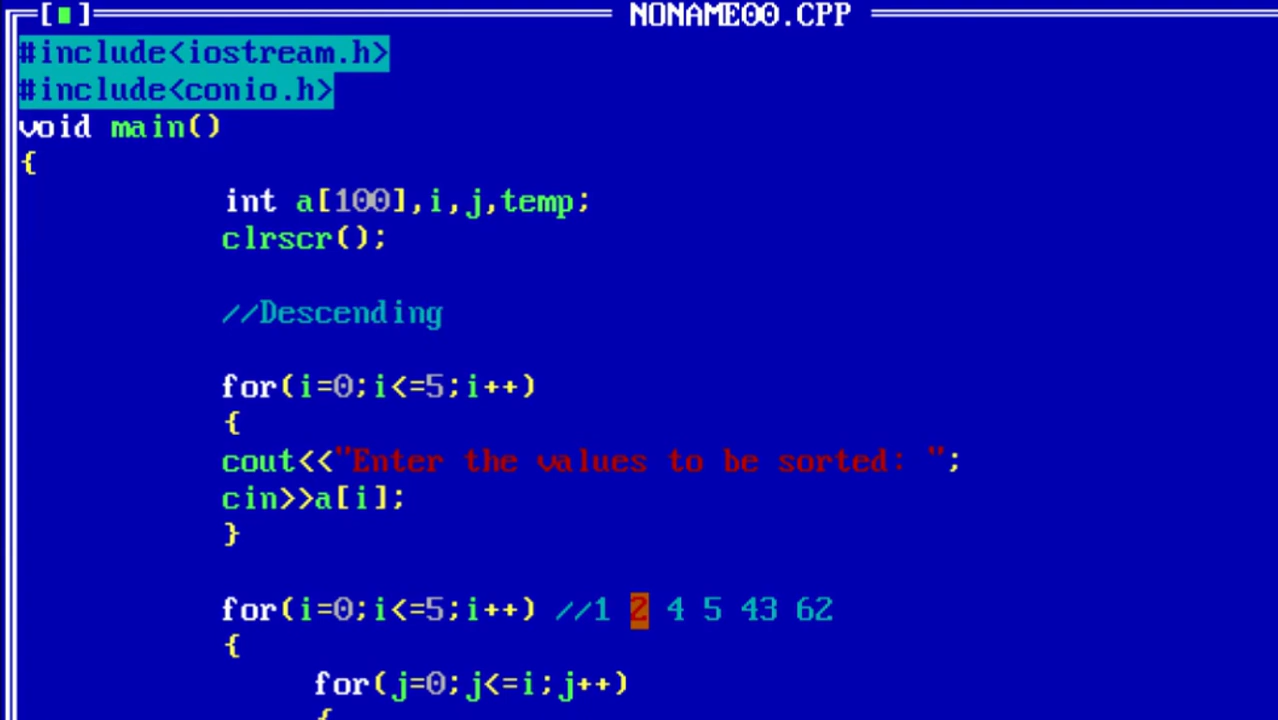 [■] NONAME00.CPP
#include<iostream.h>
#include<conio.h>
void main()
{
int a[100],i,j,temp;
clrscr();
//Descending
for(i=0;i<=5;i++)
{
cout<<"Enter the values to be sorted: ";
cin>>a[i];
}
for(i=0;i<=5;i++) //1 2 4 5 43 62
{
for(j=0;j<=i;j++)
{